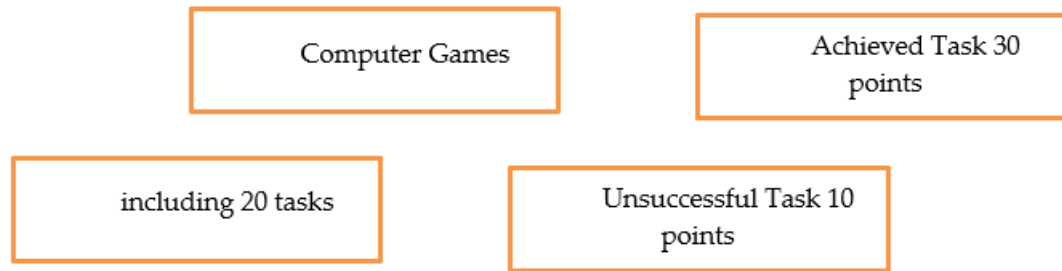 Computer Games
Achieved Task 30
points
including 20 tasks
Unsuccessful Task 10
points